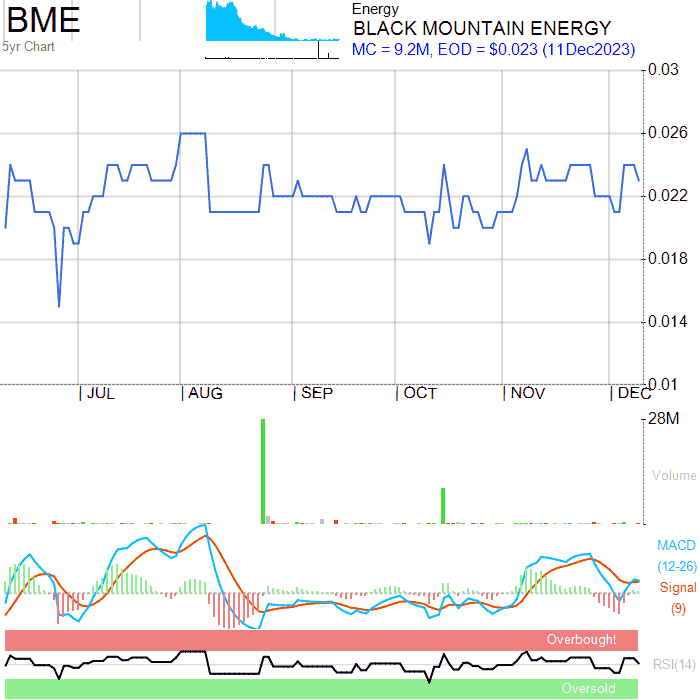 BME
5yr Chart
Energy
BLACK MOUNTAIN ENERGY
MC = 9.2M, EOD = $0.023 (11Dec2023)
0.03
0.026
0.022
0.018
0.014
0.01
JUL AUG SEP OCT NOV DEC
28M
Volume
MACD
(12-26)
Signal
(9)
Overbought
RSI(14)
Oversold